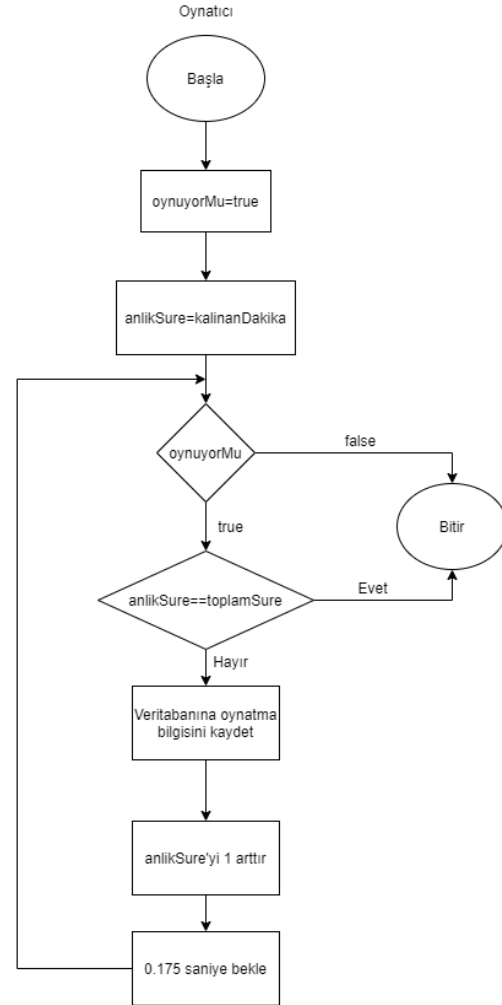 Oynatıcı
Başla
oynuyorMu=true
anlikSure=kalinanDakika
oynuyorMu
false
Bitir
true
anlikSure==toplamSure
Evet
Hayır
Veritabanına oynatma
bilgisini kaydet
anlikSure'yi 1 arttır
0.175 saniye bekle